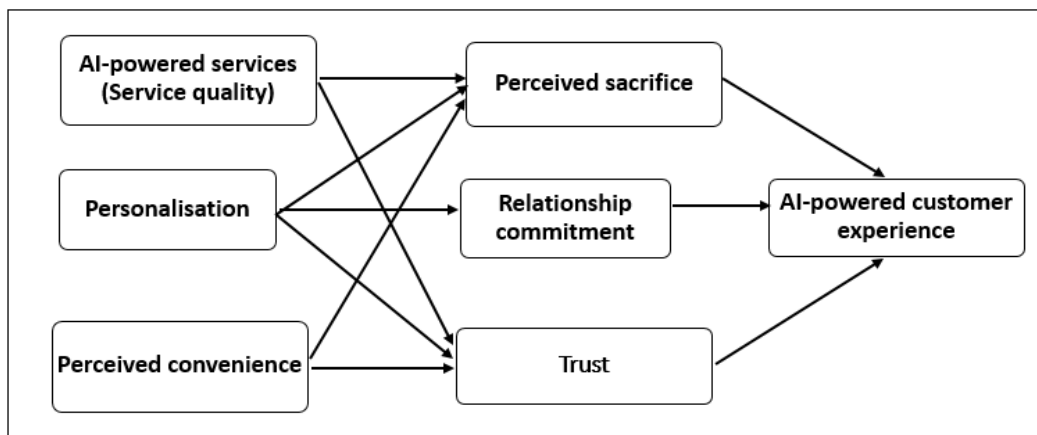 AI-powered services
(Service quality)
Perceived sacrifice
Personalisation
Relationship
commitment
AI-powered customer
experience
Perceived convenience
Trust